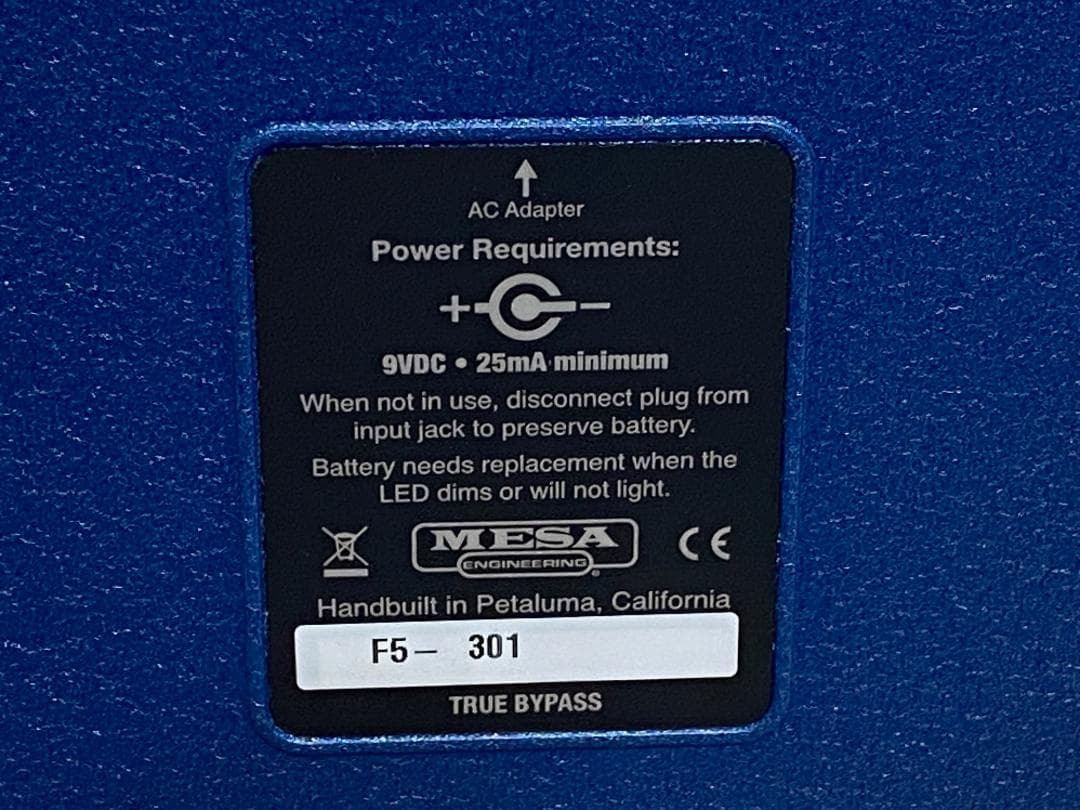 AC Adapter
Power Requirements:
+ −
9VDC • 25mA minimum
When not in use, disconnect plug from
input jack to preserve battery.
Battery needs replacement when the
LED dims or will not light.
MESA
ENGINEERING®
CE
Handbuilt in Petaluma, California
F5— 301
TRUE BYPASS